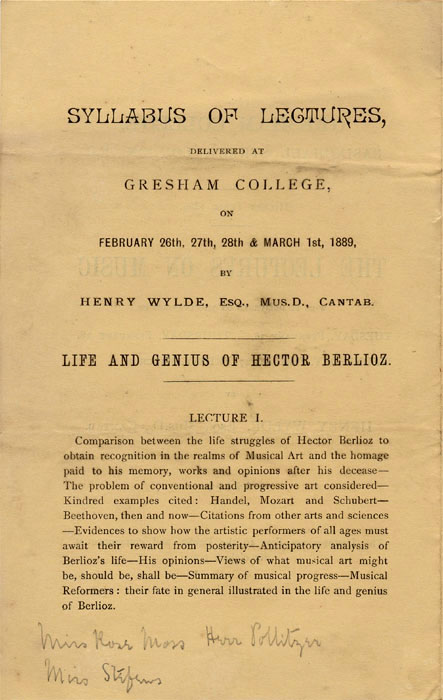 SYLLABUS OF LECTURES,
DELIVERED AT
GRESHAM COLLEGE,
ON
FEBRUARY 26th, 27th, 28th & MARCH 1st, 1889,
BY
HENRY WYLDE, ESQ., MUS.D., CANTAB.
LIFE AND GENIUS OF HECTOR BERLIOZ.
LECTURE I.
Comparison between the life struggles of Hector Berlioz to
obtain recognition in the realms of Musical Art and the homage
paid to his memory, works and opinions after his decease—
The problem of conventional and progressive art considered—
Kindred examples cited: Handel, Mozart and Schubert—
Beethoven, then and now—Citations from other arts and sciences
—Evidences to show how the artistic performers of all ages must
await their reward from posterity—Anticipatory analysis of
Berlioz's life—His opinions—Views of what musical art might
be, should be, shall be—Summary of musical progress—Musical
Reformers: their fate in general illustrated in the life and genius
of Berlioz.
Miss Rose Moss Herr Pollitzer
Miss